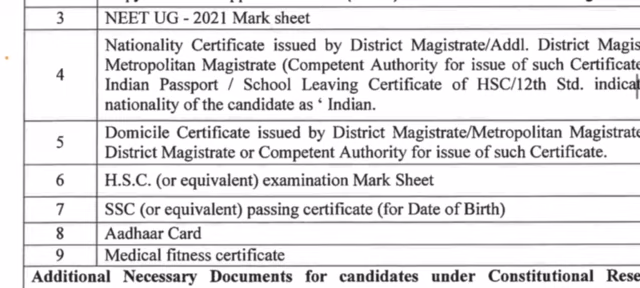 3 NEET UG - 2021 Mark sheet
Nationality Certificate issued by District Magistrate/Addl. District
Metropolitan Magistrate (Competent Authority for issue of such
4 Indian Passport / School Leaving Certificate of HSC/12th Std.
nationality of the candidate as ‘ Indian.
5 Domicile Certificate issued by District Magistrate/Metropolitan
District Magistrate or Competent Authority for issue of such Certificate.
6 H.S.C. (or equivalent) examination Mark Sheet
7 SSC (or equivalent) passing certificate (for Date of Birth)
8 Aadhaar Card
9 Medical fitness certificate
Additional Necessary Documents for candidates under Constitutional